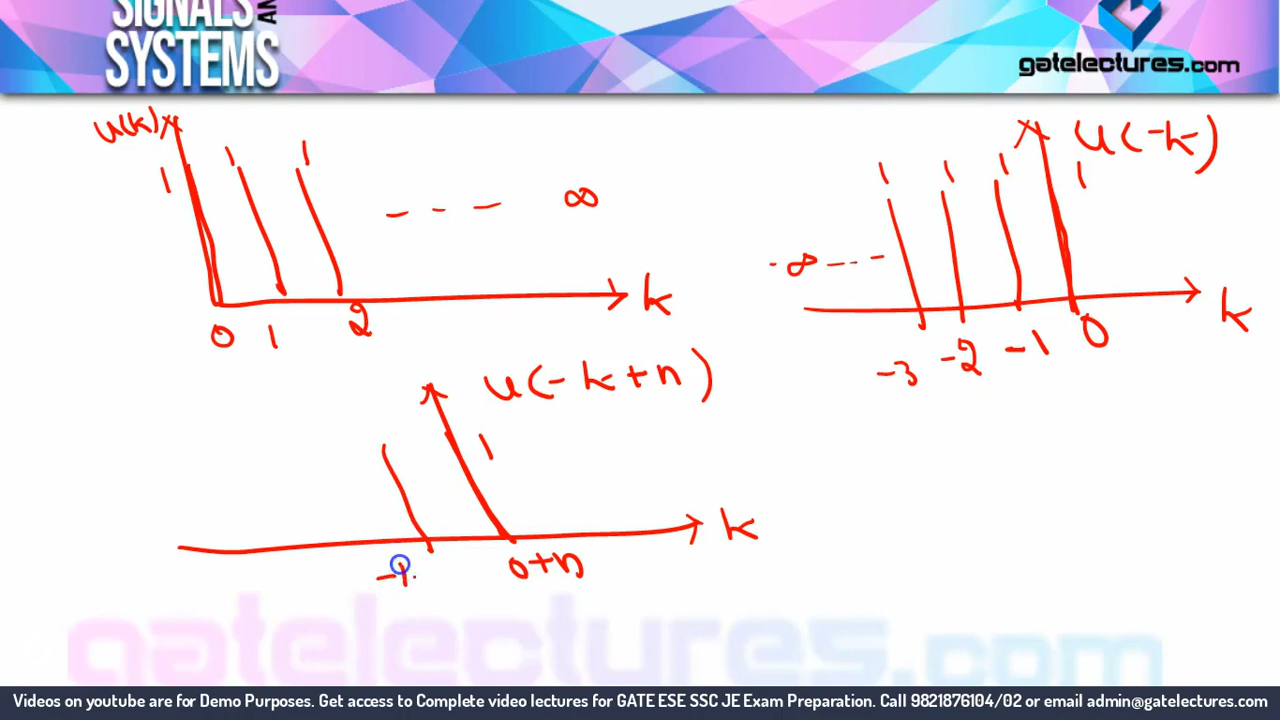 SIGNALS AND
SYSTEMS
gatelectures.com
u(k)
1 1 1
- - - ∞
k
0 1 2
u(-k)
1 1 1 1
-∞ - - -
k
-3 -2 -1 0
u(-k+n)
1
k
-1 0+n
gatelectures.com
Videos on youtube are for Demo Purposes. Get access to Complete video lectures for GATE ESE SSC JE Exam Preparation. Call 9821876104/02 or email admin@gatelectures.com